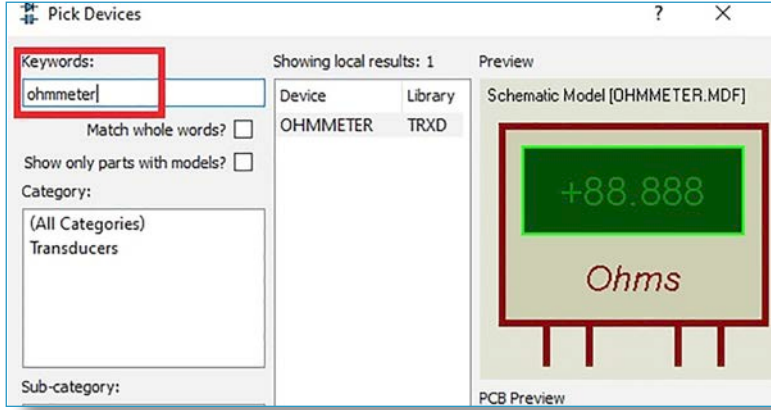 Pick Devices
?
Keywords:
ohmmeter
Match whole words?
Show only parts with models?
Category:
(All Categories)
Transducers
Sub-category:
Showing local results: 1
Device Library
OHMMETER TRXD
Preview
Schematic Model [OHMMETER.MDF]
+88.888
Ohms
PCB Preview